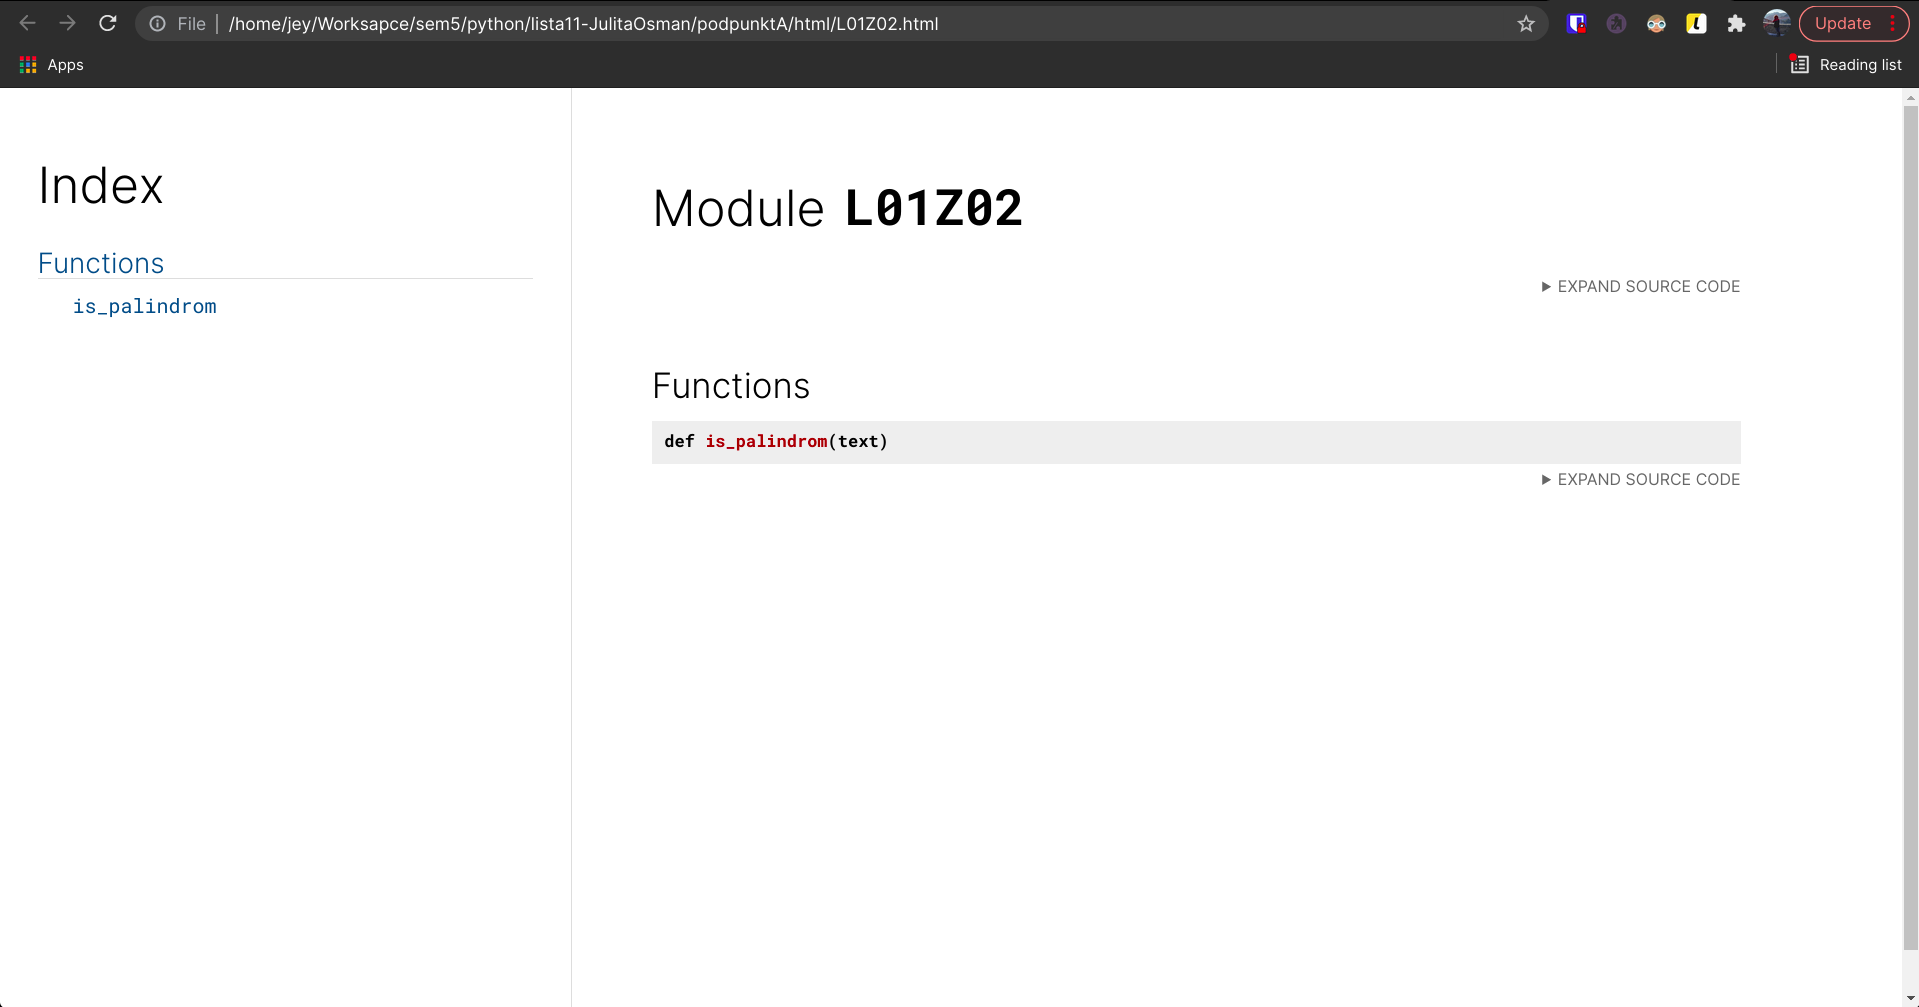 File | /home/jey/Worksapce/sem5/python/lista11-JulitaOsman/podpunktA/html/L01Z02.html
Update
Apps
Reading list
Index
Functions
is_palindrom
Module L01Z02
EXPAND SOURCE CODE
Functions
def is_palindrom(text)
EXPAND SOURCE CODE